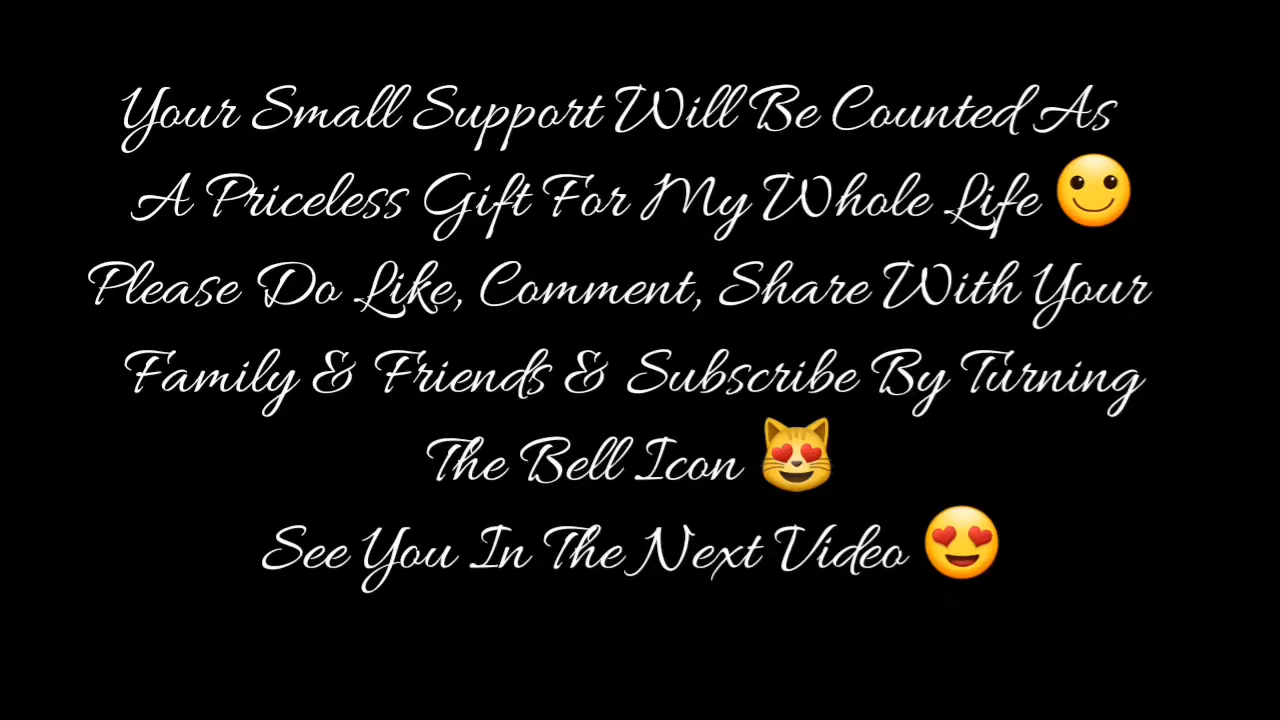 Your Small Support Will Be Counted As
A Priceless Gift For My Whole Life 🙂
Please Do Like, Comment, Share With Your
Family & Friends & Subscribe By Turning
The Bell Icon 😻
See You In The Next Video 😍